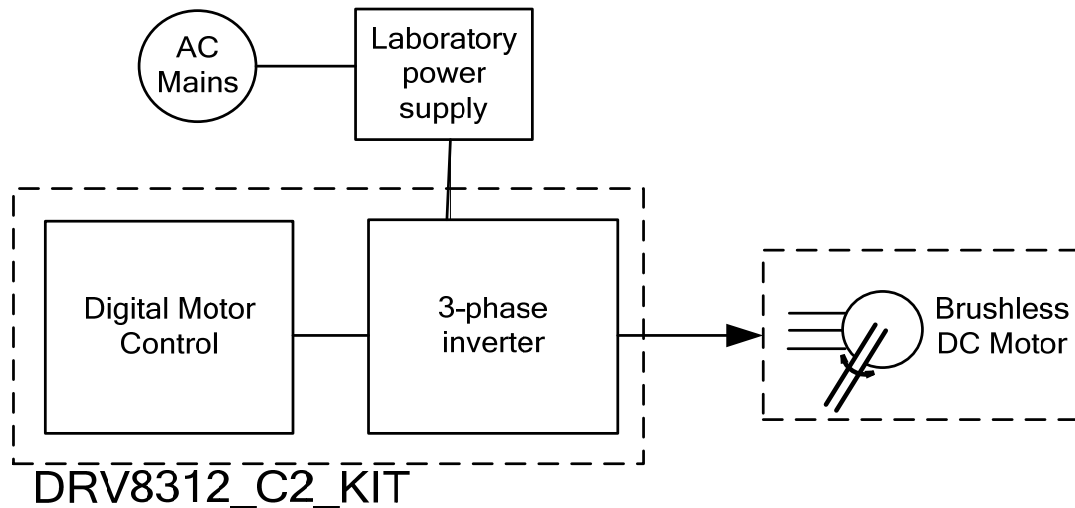 AC
Mains
Laboratory
power
supply
Digital Motor
Control
3-phase
inverter
Brushless
DC Motor
DRV8312_C2_KIT